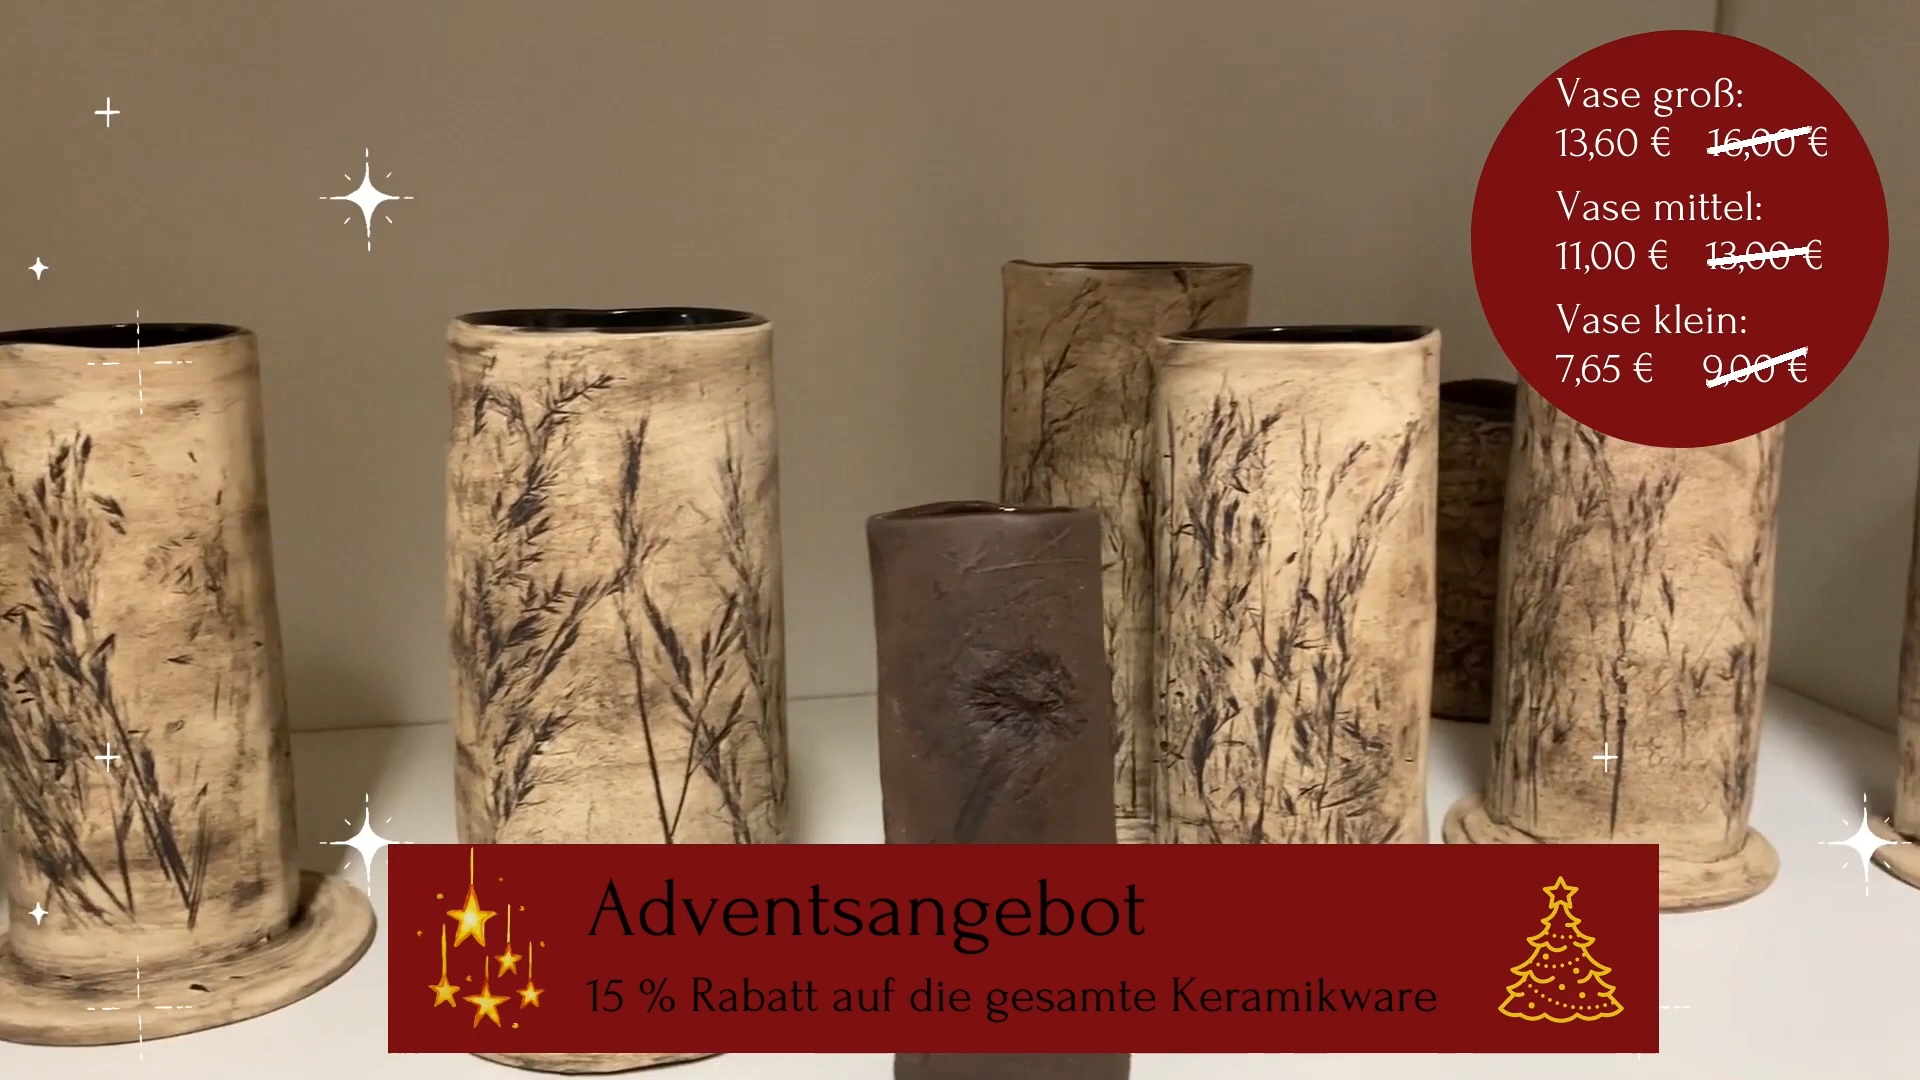 Vase groß:
13,60 € 16,00 €
Vase mittel:
11,00 € 13,00 €
Vase klein:
7,65 € 9,00 €
Adventsangebot
15 % Rabatt auf die gesamte Keramikware